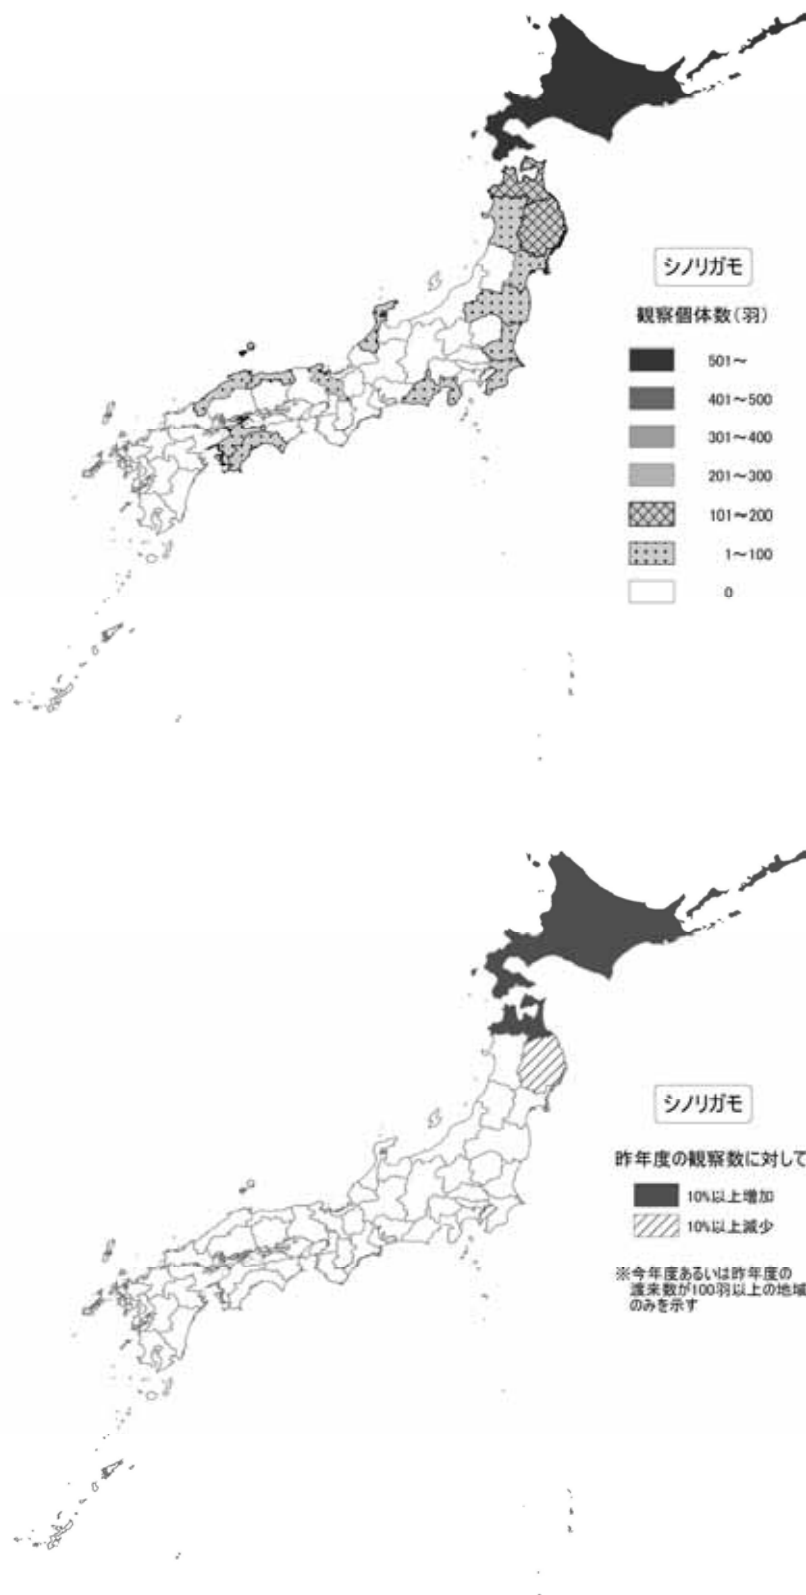 シノリガモ
観察個体数(羽)
501～
401～500
301～400
201～300
101～200
1～100
0
シノリガモ
昨年度の観察数に対して
10%以上増加
10%以上減少
※今年度あるいは昨年度の
渡来数が100羽以上の地域
のみを示す